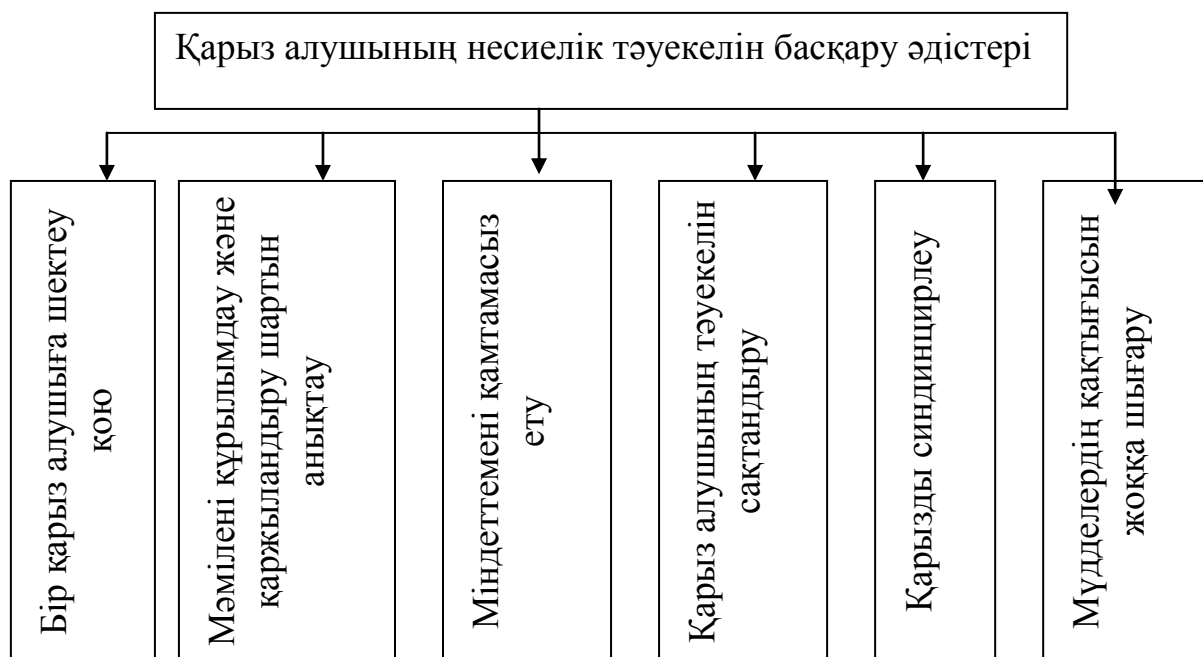 Қарыз алушының несиелік тәуекелін басқару әдістері
Бір қарыз алушыға шектеу
қою
Мәмілені құрылымдау және
қаржыландыру шартын
анықтау
Міндеттемені қамтамасыз
ету
Қарыз алушының тәуекелін
сақтандыру
Қарызды синдинцирлеу
Мүдделердің қақтығысын
жоққа шығару